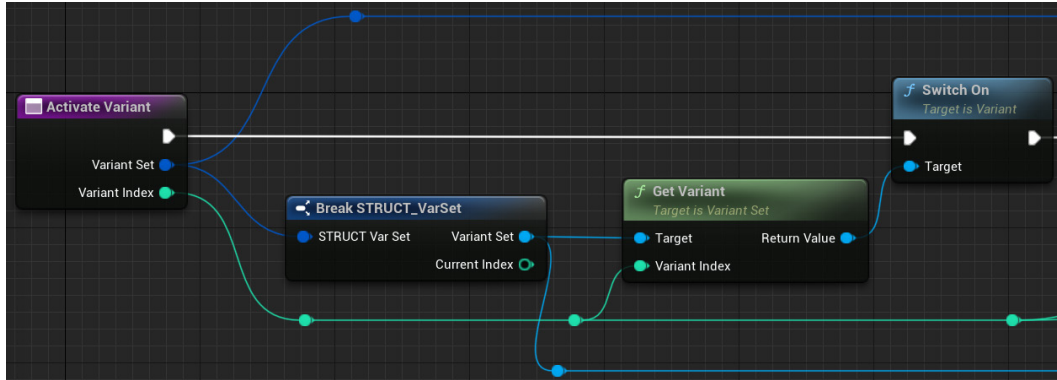 Activate Variant
Variant Set
Variant Index
Break STRUCT_VarSet
STRUCT Var Set
Variant Set
Current Index
f Get Variant
Target is Variant Set
Target
Return Value
Variant Index
f Switch On
Target is Variant
Target